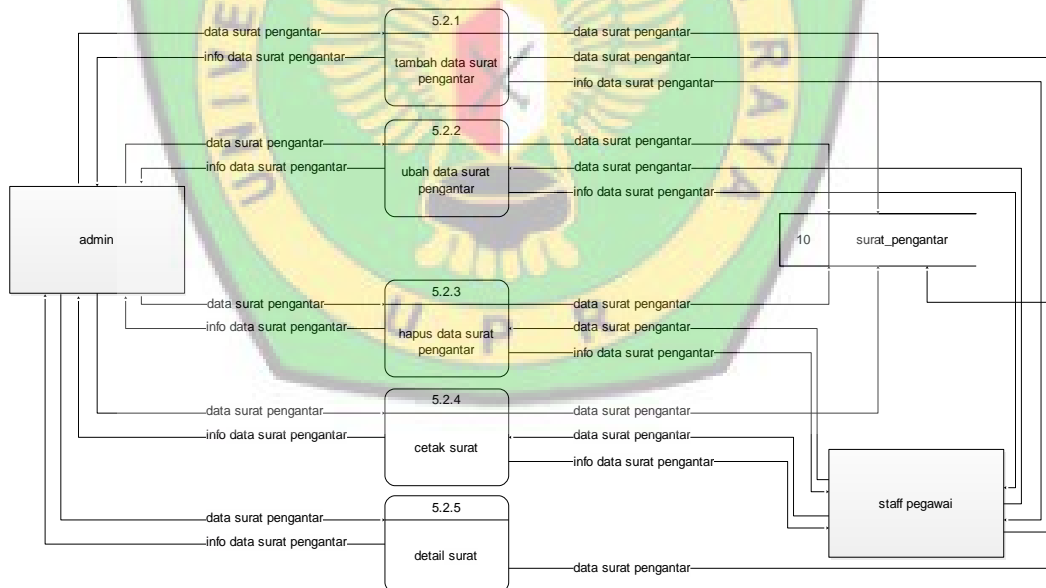 5.2.1
data surat pengantar
data surat pengantar
info data surat pengantar
tambah data surat
pengantar
data surat pengantar
info data surat pengantar
5.2.2
data surat pengantar
data surat pengantar
info data surat pengantar
ubah data surat
pengantar
data surat pengantar
info data surat pengantar
admin
10
surat_pengantar
5.2.3
data surat pengantar
data surat pengantar
info data surat pengantar
hapus data surat
pengantar
data surat pengantar
info data surat pengantar
5.2.4
data surat pengantar
data surat pengantar
info data surat pengantar
cetak surat
data surat pengantar
info data surat pengantar
staff pegawai
5.2.5
data surat pengantar
info data surat pengantar
detail surat
data surat pengantar
UPR
RAYA